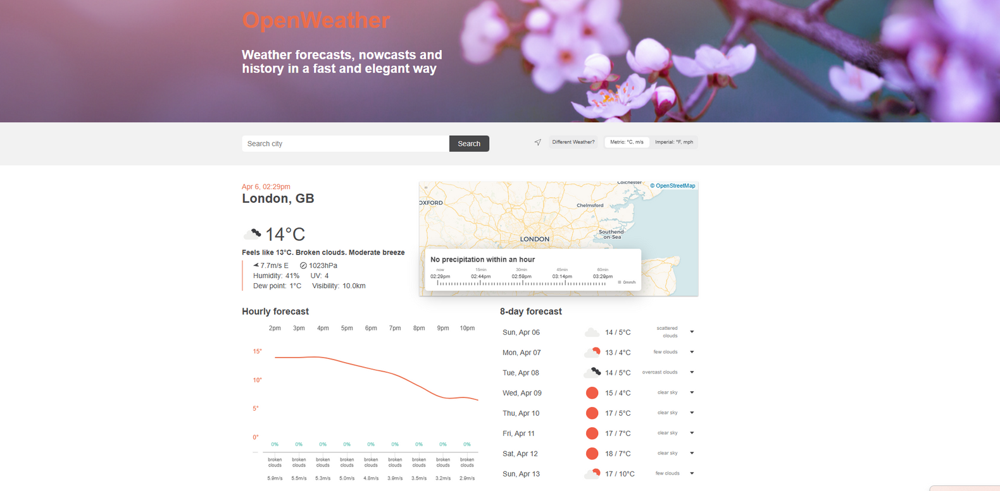 OpenWeather
Weather forecasts, nowcasts and
history in a fast and elegant way
Search city
Search
Different Weather?
Metric: °C, m/s
Imperial: °F, mph
Apr 6, 02:29pm
London, GB
14°C
Feels like 13°C. Broken clouds. Moderate breeze
7.7m/s E 1023hPa
Humidity: 41% UV: 4
Dew point: 1°C Visibility: 10.0km
Colchester
© OpenStreetMap
OXFORD
Chelmsford
Southend-
on-Sea
LONDON
No precipitation within an hour
now 15min 30min 45min 60min
02:29pm 02:44pm 02:59pm 03:14pm 03:29pm
0mm/h
Hourly forecast
2pm 3pm 4pm 5pm 6pm 7pm 8pm 9pm 10pm
15°
10°
5°
0°
0% 0% 0% 0% 0% 0% 0% 0% 0%
broken broken broken broken broken broken broken broken broken
clouds clouds clouds clouds clouds clouds clouds clouds clouds
5.9m/s 5.5m/s 5.3m/s 5.0m/s 4.8m/s 3.9m/s 3.5m/s 3.2m/s 2.9m/s
8-day forecast
Sun, Apr 06 14 / 5°C scattered
clouds
Mon, Apr 07 13 / 4°C few clouds
Tue, Apr 08 14 / 5°C overcast clouds
Wed, Apr 09 15 / 4°C clear sky
Thu, Apr 10 17 / 5°C clear sky
Fri, Apr 11 17 / 7°C clear sky
Sat, Apr 12 18 / 7°C clear sky
Sun, Apr 13 17 / 10°C few clouds